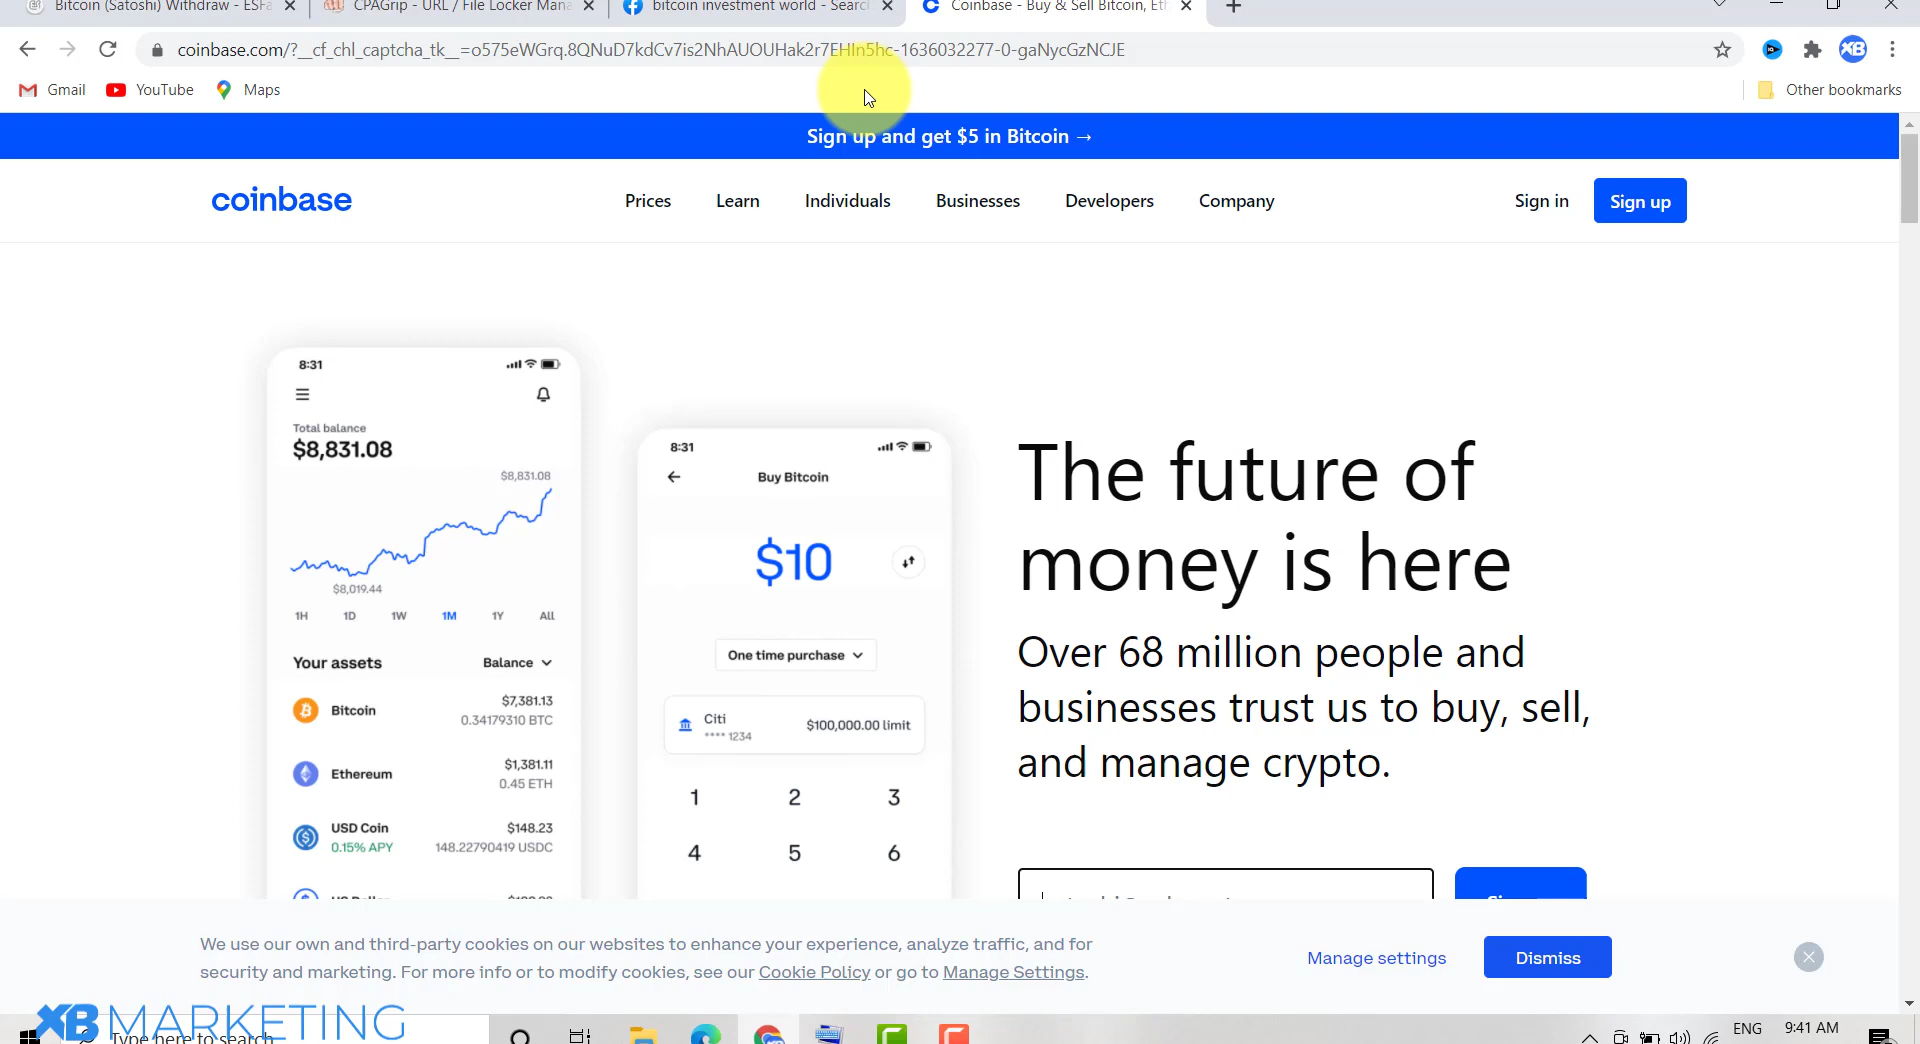 Bitcoin (Satoshi) Withdraw - ESFa
CPAGrip - URL / File Locker Mana
bitcoin investment world - Search
Coinbase - Buy & Sell Bitcoin, Eth
coinbase.com/?__cf_chl_captcha_tk__=o575eWGrq.8QNuD7kdCv7is2NhAUOUHak2r7EHIn5hc-1636032277-0-gaNycGzNCJE
XB
Gmail
YouTube
Maps
Other bookmarks
Sign up and get $5 in Bitcoin →
coinbase
Prices
Learn
Individuals
Businesses
Developers
Company
Sign in
Sign up
8:31
Total balance
$8,831.08
$8,831.08
$8,019.44
1H 1D 1W 1M 1Y All
Your assets
Balance
Bitcoin
$7,381.13
0.34179310 BTC
Ethereum
$1,381.11
0.45 ETH
USD Coin
$148.23
0.15% APY
148.22790419 USDC
8:31
Buy Bitcoin
$10
One time purchase
Citi
**** 1234
$100,000.00 limit
1 2 3
4 5 6
The future of
money is here
Over 68 million people and
businesses trust us to buy, sell,
and manage crypto.
We use our own and third-party cookies on our websites to enhance your experience, analyze traffic, and for
security and marketing. For more info or to modify cookies, see our Cookie Policy or go to Manage Settings.
Manage settings
Dismiss
XB MARKETING
Type here to search
ENG
9:41 AM